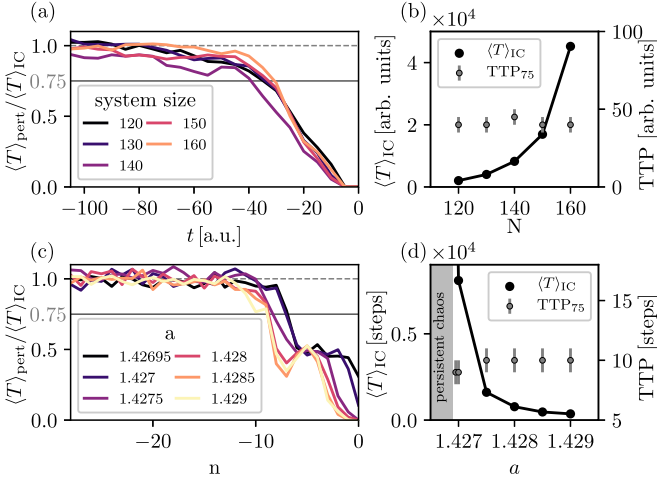 (a)
⟨T⟩pert/⟨T⟩IC
1.0
0.75
0.0
system size
120
130
140
150
160
−100
−80
−60
−40
−20
0
t [a.u.]
(b)
×10⁴
⟨T⟩IC [arb. units]
4
2
0
⟨T⟩IC
TTP75
120
140
160
N
100
50
0
TTP [arb. units]
(c)
⟨T⟩pert/⟨T⟩IC
1.0
0.75
0.5
0.0
a
1.42695
1.427
1.4275
1.428
1.4285
1.429
−20
−10
0
n
(d)
×10⁴
⟨T⟩IC [steps]
0.5
0.0
persistent chaos
⟨T⟩IC
TTP75
1.427
1.428
1.429
a
15
10
5
TTP [steps]